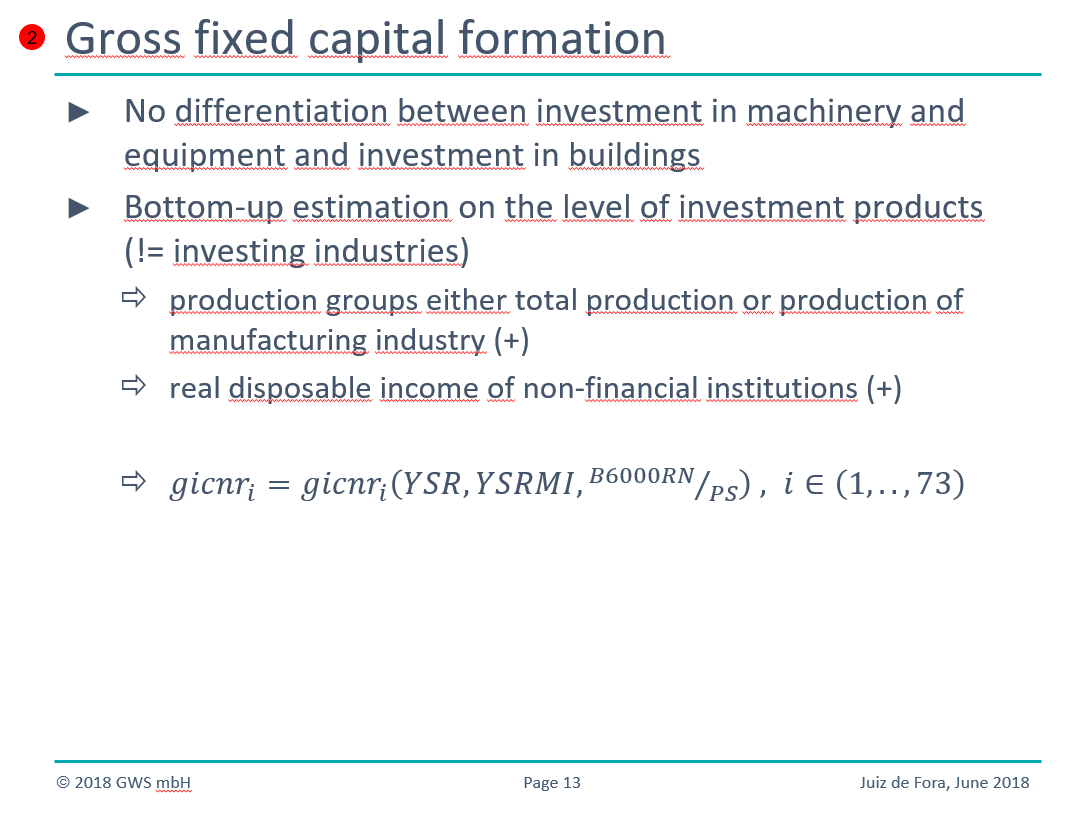 2 Gross fixed capital formation
► No differentiation between investment in machinery and
equipment and investment in buildings
► Bottom-up estimation on the level of investment products
(!= investing industries)
⇨ production groups either total production or production of
manufacturing industry (+)
⇨ real disposable income of non-financial institutions (+)
⇨ gicnrᵢ = gicnrᵢ(YSR, YSRMI, B6000RN/PS) , i ∈ (1,..,73)
© 2018 GWS mbH Page 13 Juiz de Fora, June 2018